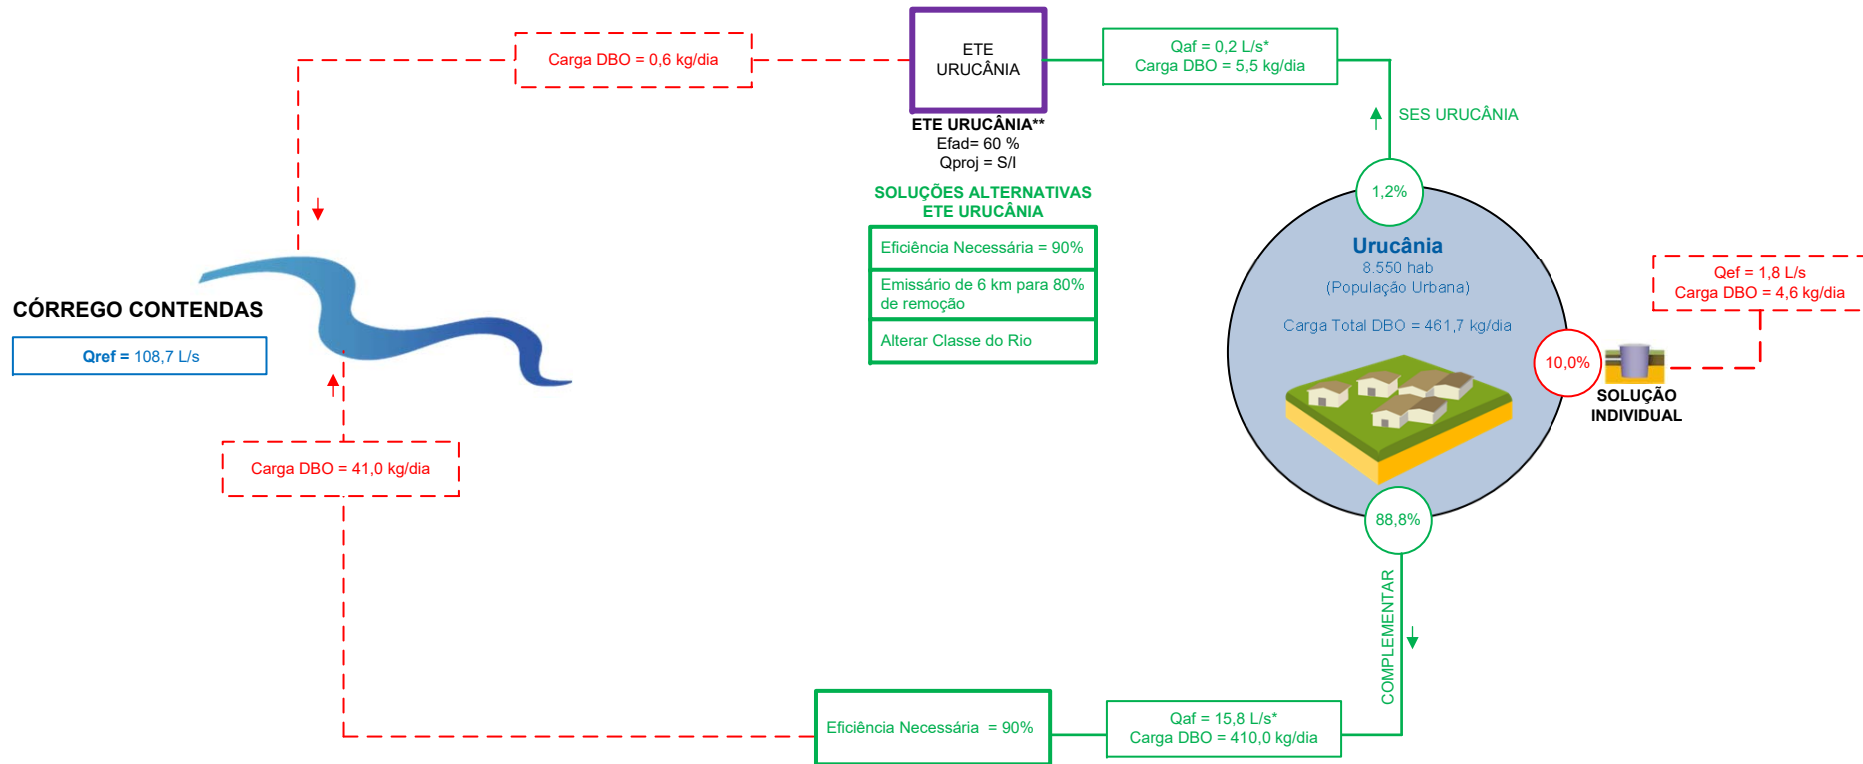 Carga DBO = 0,6 kg/dia
ETE
URUCÂNIA
Qaf = 0,2 L/s*
Carga DBO = 5,5 kg/dia
SES URUCÂNIA
ETE URUCÂNIA**
Efad= 60 %
Qproj = S/I
SOLUÇÕES ALTERNATIVAS
ETE URUCÂNIA
Eficiência Necessária = 90%
Emissário de 6 km para 80%
de remoção
Alterar Classe do Rio
1,2%
Urucânia
8.550 hab
(População Urbana)
Carga Total DBO = 461,7 kg/dia
Qef = 1,8 L/s
Carga DBO = 4,6 kg/dia
10,0%
SOLUÇÃO
INDIVIDUAL
CÓRREGO CONTENDAS
Qref = 108,7 L/s
Carga DBO = 41,0 kg/dia
88,8%
COMPLEMENTAR
Eficiência Necessária = 90%
Qaf = 15,8 L/s*
Carga DBO = 410,0 kg/dia